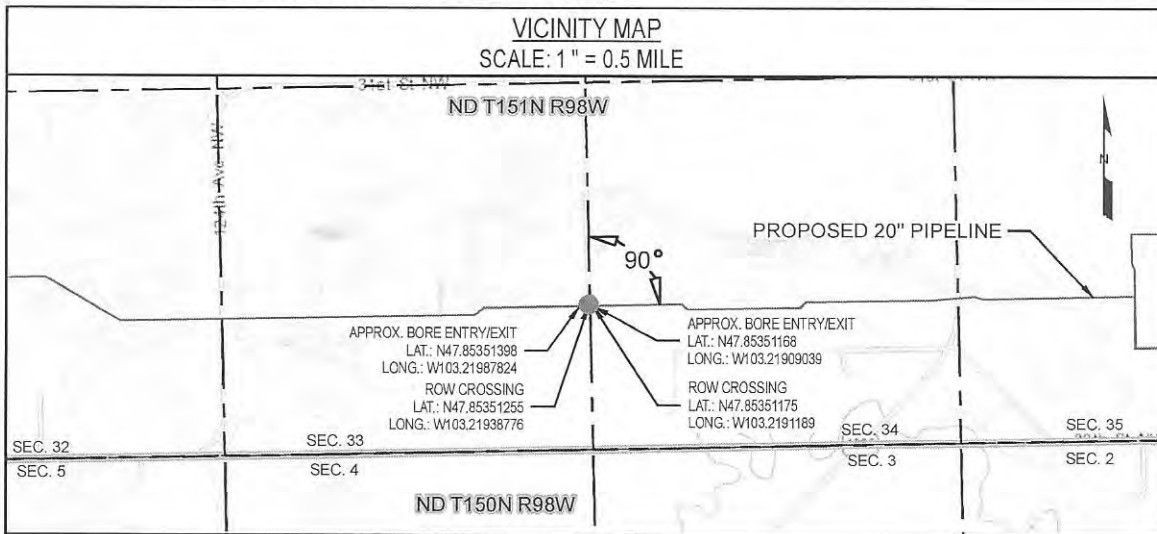 VICINITY MAP
SCALE: 1 " = 0.5 MILE
31st St NW
ND T151N R98W
124th Ave NW
N
PROPOSED 20" PIPELINE
90°
APPROX. BORE ENTRY/EXIT
LAT.: N47.85351398
LONG.: W103.21987824
ROW CROSSING
LAT.: N47.85351255
LONG.: W103.21938776
APPROX. BORE ENTRY/EXIT
LAT.: N47.85351168
LONG.: W103.21909039
ROW CROSSING
LAT.: N47.85351175
LONG.: W103.2191189
SEC. 32
SEC. 33
SEC. 34
SEC. 35
SEC. 5
SEC. 4
SEC. 3
SEC. 2
ND T150N R98W